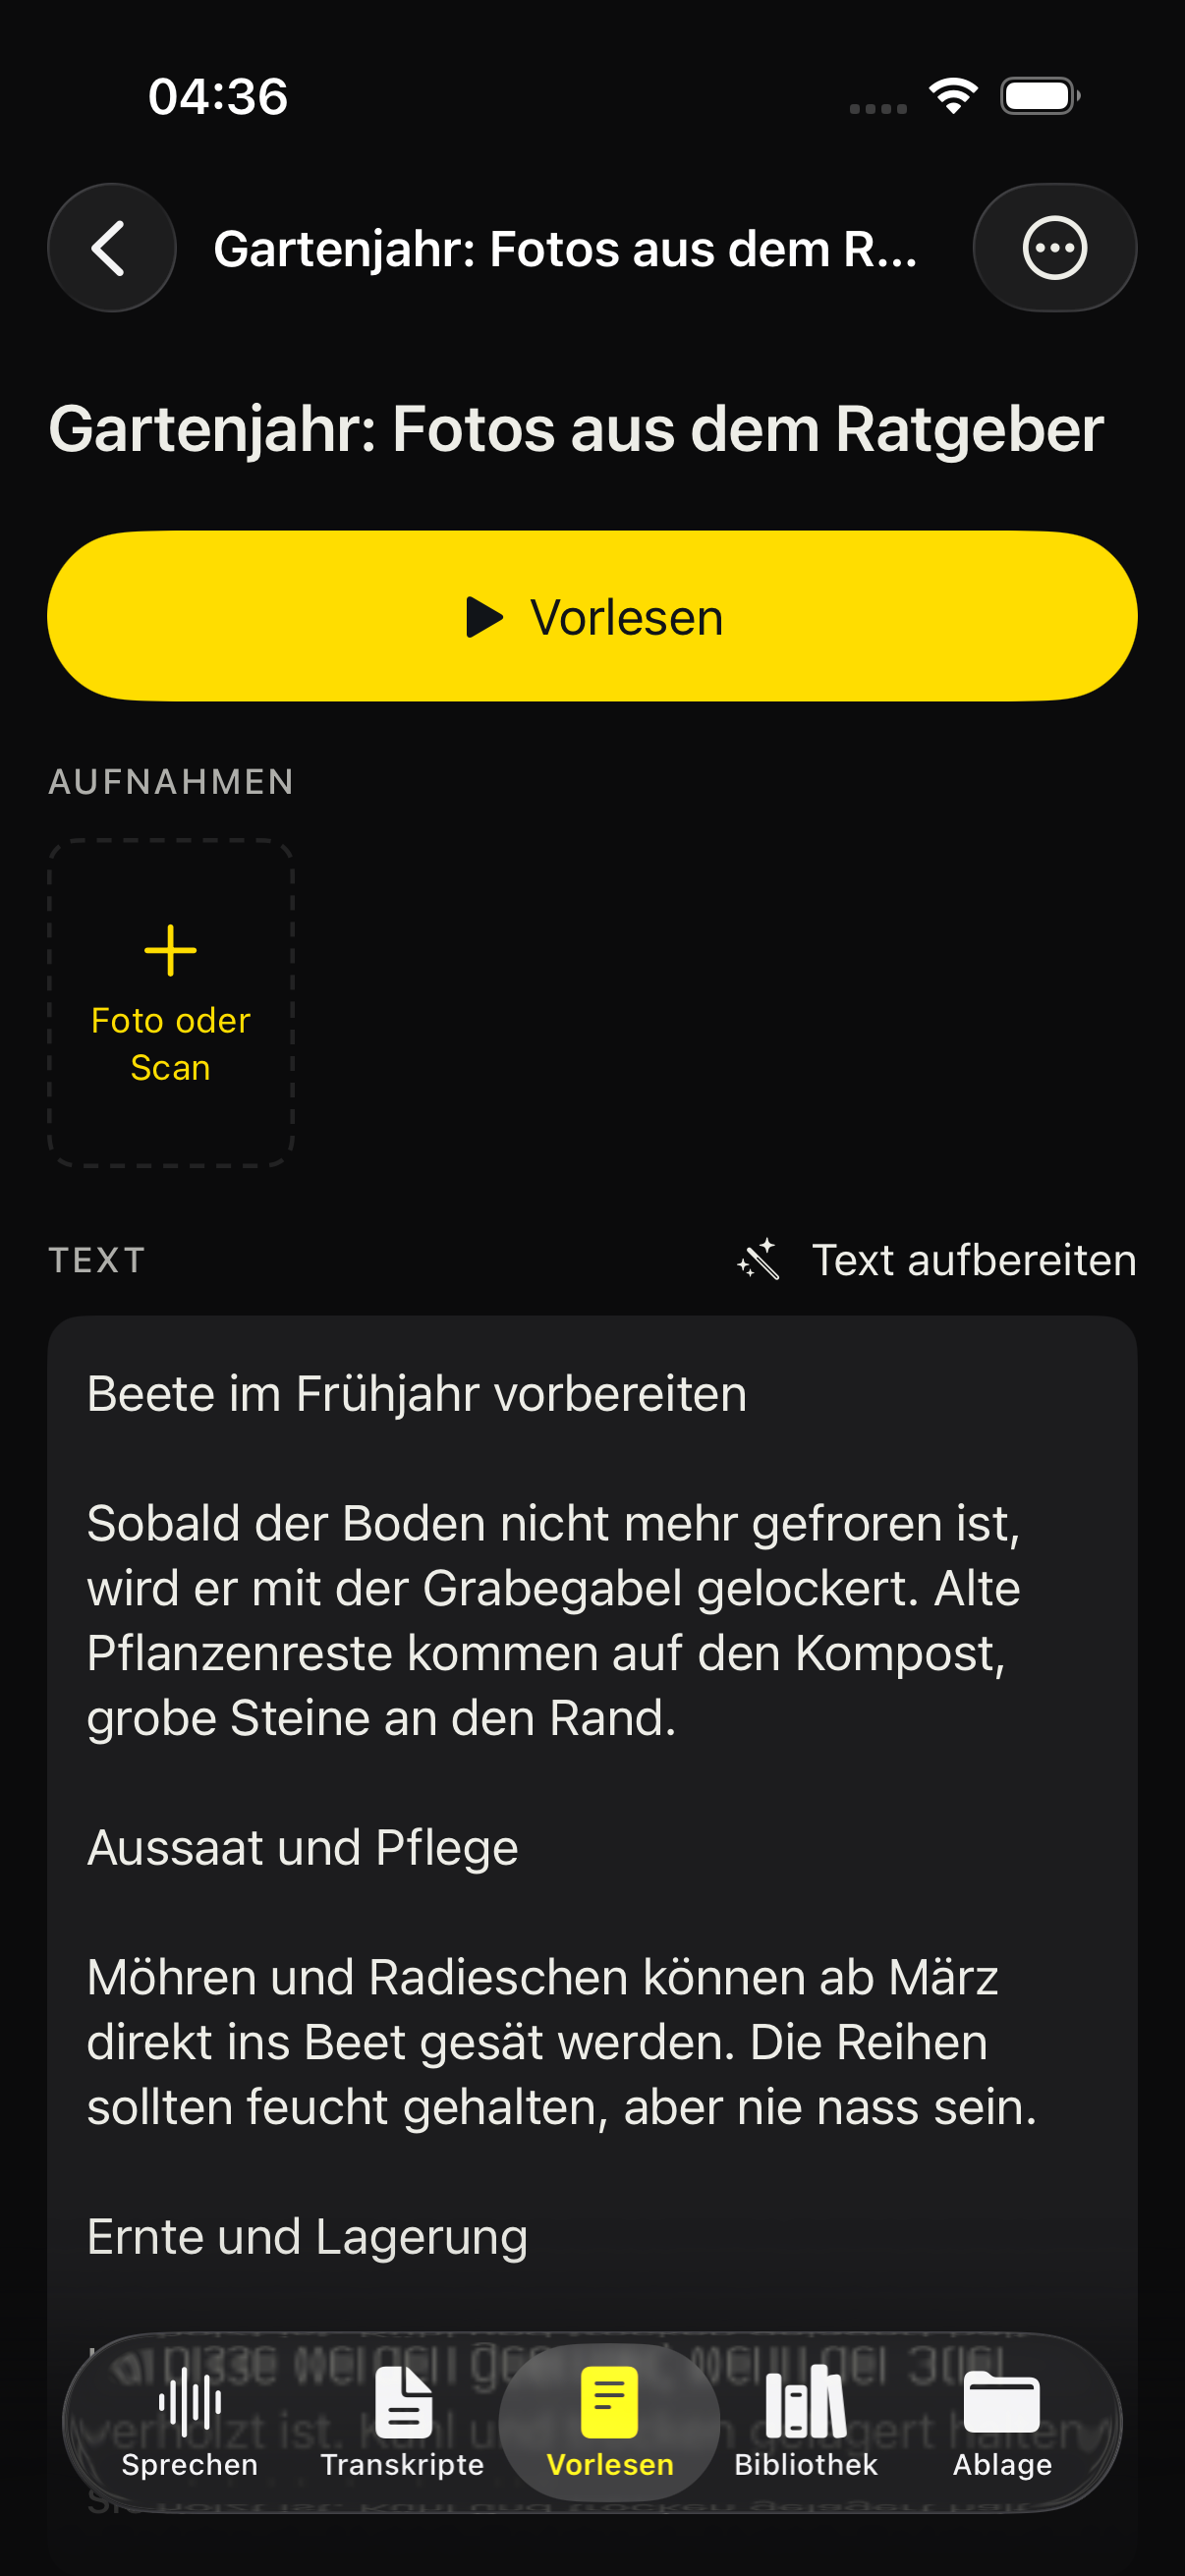 04:36
Gartenjahr: Fotos aus dem R...
Gartenjahr: Fotos aus dem Ratgeber
Vorlesen
AUFNAHMEN
Foto oder
Scan
TEXT
Text aufbereiten
Beete im Frühjahr vorbereiten
Sobald der Boden nicht mehr gefroren ist,
wird er mit der Grabegabel gelockert. Alte
Pflanzenreste kommen auf den Kompost,
grobe Steine an den Rand.
Aussaat und Pflege
Möhren und Radieschen können ab März
direkt ins Beet gesät werden. Die Reihen
sollten feucht gehalten, aber nie nass sein.
Ernte und Lagerung
Sprechen
Transkripte
Vorlesen
Bibliothek
Ablage